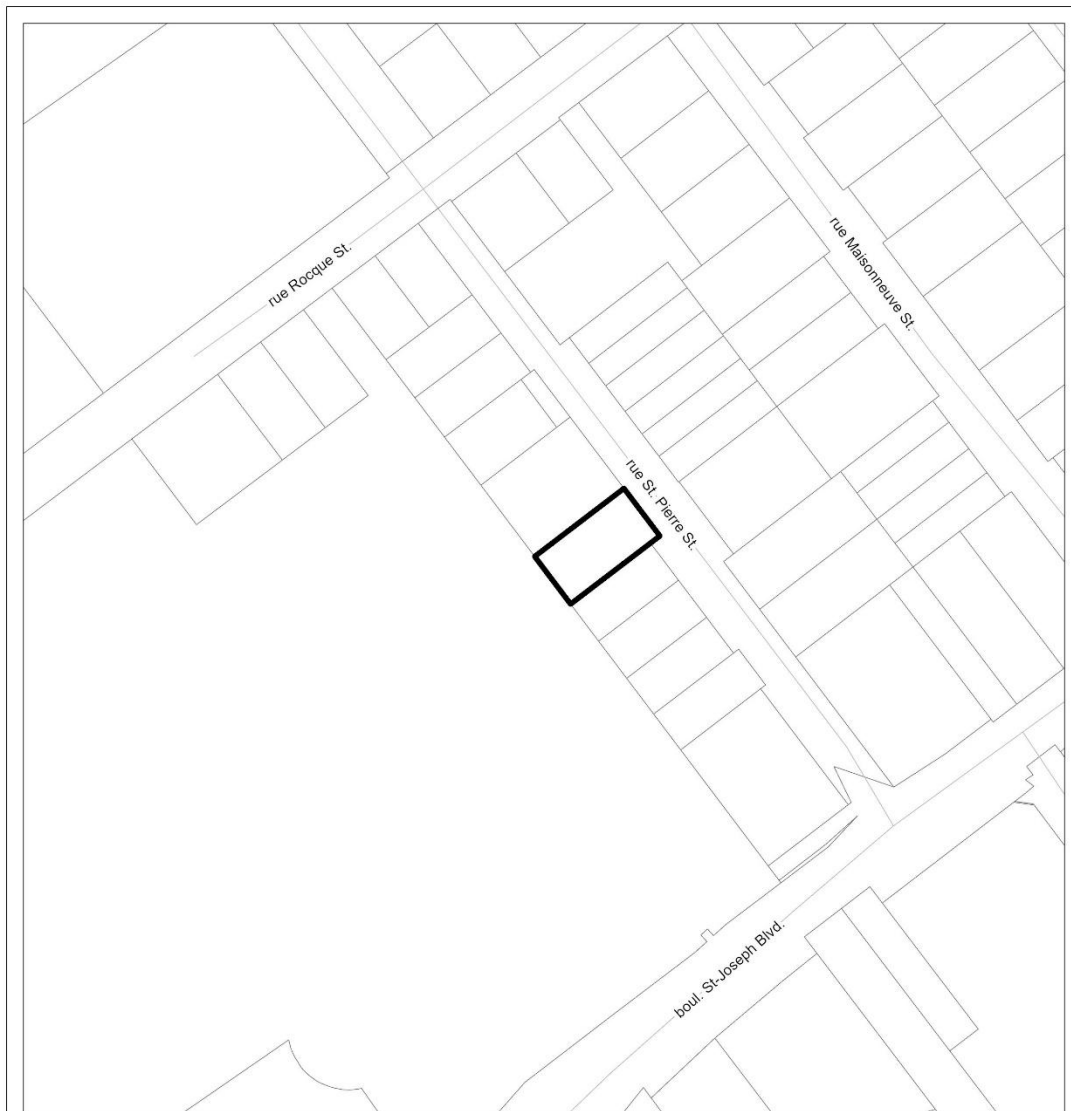 rue Rocque St.
rue Maisonneuve St.
rue St. Pierre St.
boul. St-Joseph Blvd.